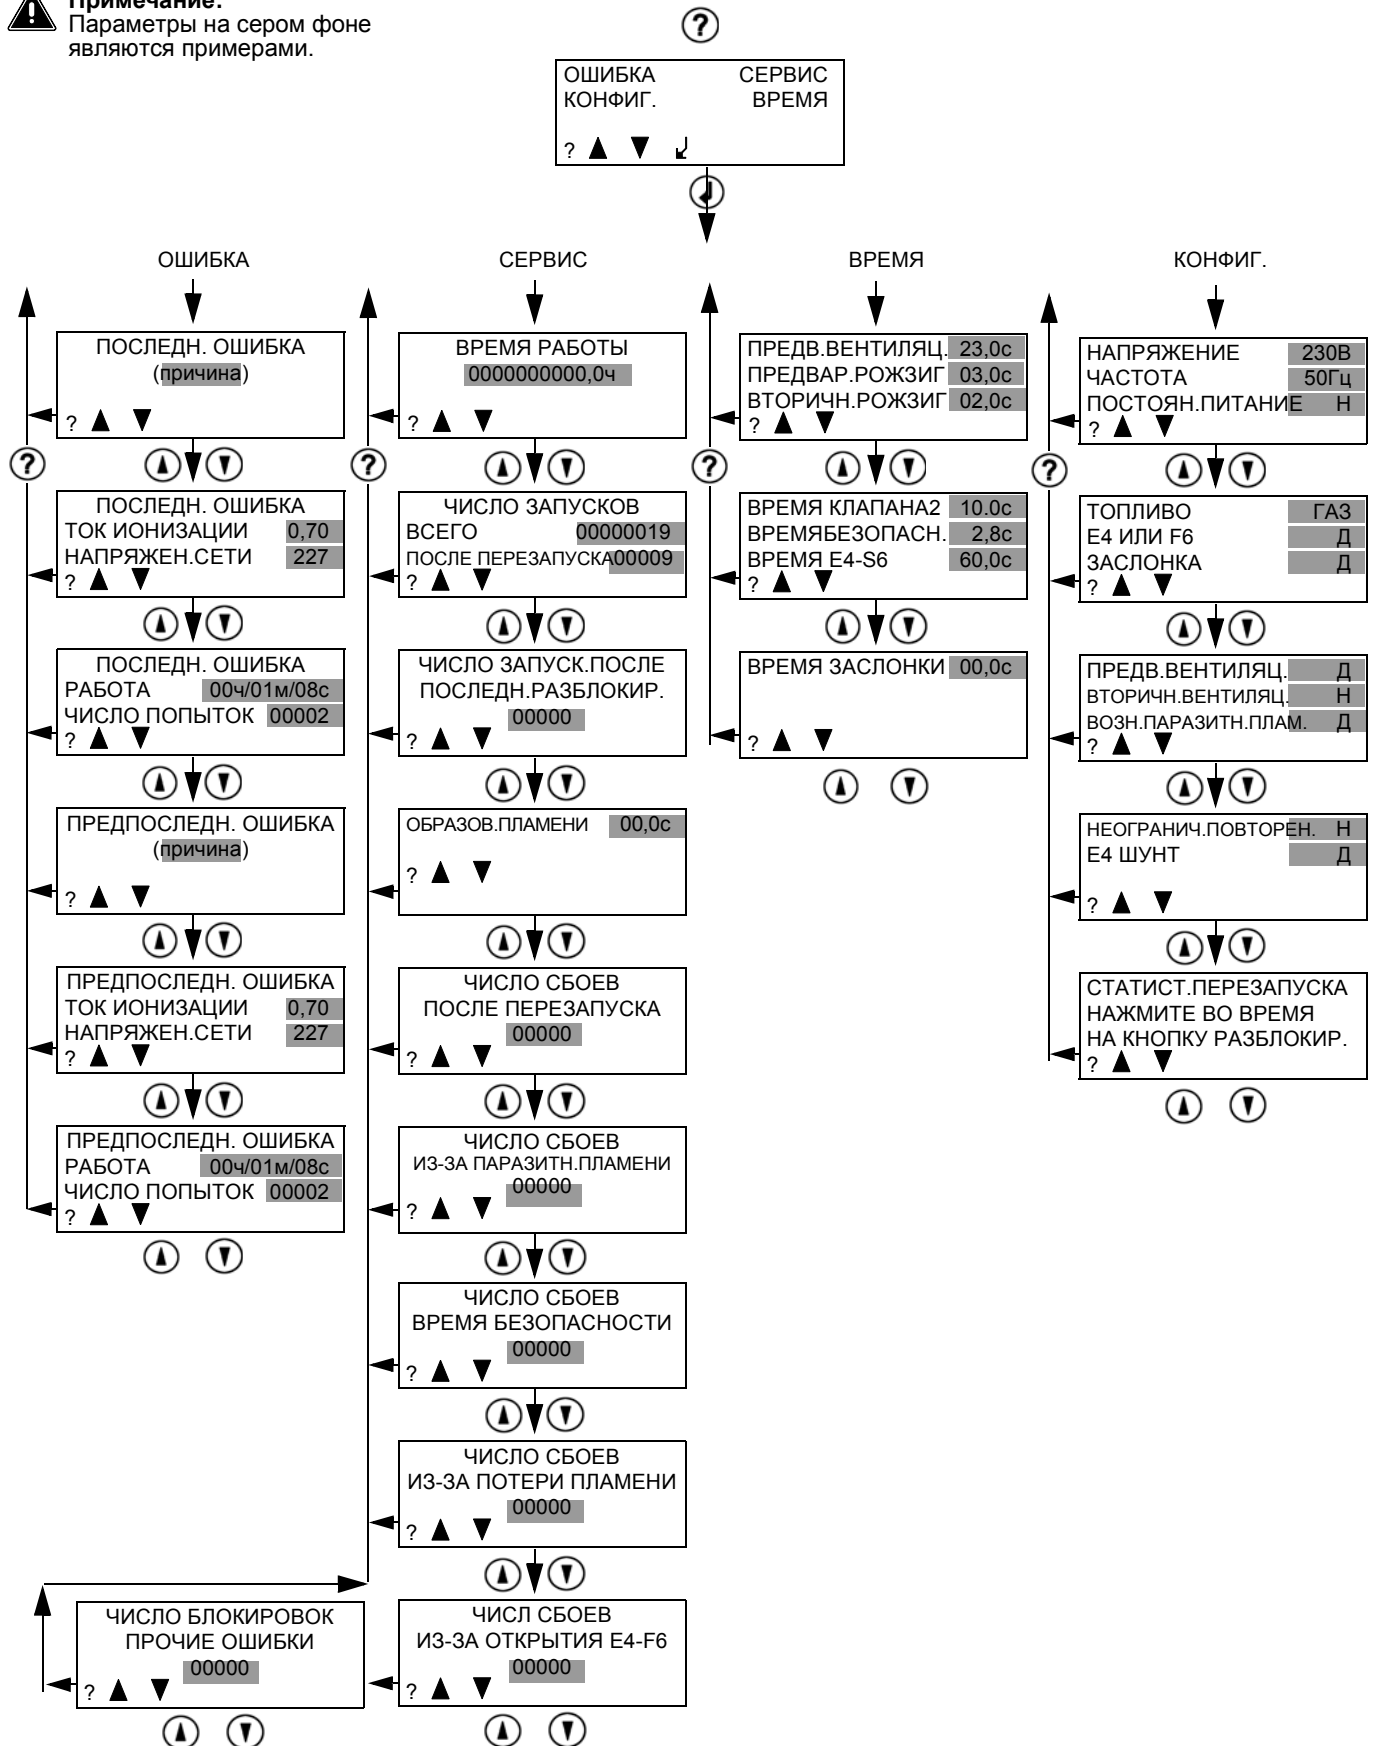 Примечание:
Параметры на сером фоне
являются примерами.
?
ОШИБКА СЕРВИС
КОНФИГ. ВРЕМЯ
?
ОШИБКА
ПОСЛЕДН. ОШИБКА
(причина)
?
?
ПОСЛЕДН. ОШИБКА
ТОК ИОНИЗАЦИИ 0,70
НАПРЯЖЕН.СЕТИ 227
?
ПОСЛЕДН. ОШИБКА
РАБОТА 00ч/01м/08с
ЧИСЛО ПОПЫТОК 00002
?
ПРЕДПОСЛЕДН. ОШИБКА
(причина)
?
ПРЕДПОСЛЕДН. ОШИБКА
ТОК ИОНИЗАЦИИ 0,70
НАПРЯЖЕН.СЕТИ 227
?
ПРЕДПОСЛЕДН. ОШИБКА
РАБОТА 00ч/01м/08с
ЧИСЛО ПОПЫТОК 00002
?
СЕРВИС
ВРЕМЯ РАБОТЫ
0000000000,0ч
?
?
ЧИСЛО ЗАПУСКОВ
ВСЕГО 00000019
ПОСЛЕ ПЕРЕЗАПУСКА00009
?
ЧИСЛО ЗАПУСК.ПОСЛЕ
ПОСЛЕДН.РАЗБЛОКИР.
00000
?
ОБРАЗОВ.ПЛАМЕНИ 00,0с
?
ЧИСЛО СБОЕВ
ПОСЛЕ ПЕРЕЗАПУСКА
00000
?
ЧИСЛО СБОЕВ
ИЗ-ЗА ПАРАЗИТН.ПЛАМЕНИ
00000
?
ЧИСЛО СБОЕВ
ВРЕМЯ БЕЗОПАСНОСТИ
00000
?
ЧИСЛО СБОЕВ
ИЗ-ЗА ПОТЕРИ ПЛАМЕНИ
00000
?
ЧИСЛ СБОЕВ
ИЗ-ЗА ОТКРЫТИЯ E4-F6
00000
?
ЧИСЛО БЛОКИРОВОК
ПРОЧИЕ ОШИБКИ
00000
?
ВРЕМЯ
ПРЕДВ.ВЕНТИЛЯЦ. 23,0с
ПРЕДВАР.РОЖЗИГ 03,0с
ВТОРИЧН.РОЖЗИГ 02,0с
?
?
ВРЕМЯ КЛАПАНА2 10.0с
ВРЕМЯБЕЗОПАСН. 2,8с
ВРЕМЯ E4-S6 60,0с
?
ВРЕМЯ ЗАСЛОНКИ 00,0с
?
КОНФИГ.
НАПРЯЖЕНИЕ 230В
ЧАСТОТА 50Гц
ПОСТОЯН.ПИТАНИЕ Н
?
?
ТОПЛИВО ГАЗ
E4 ИЛИ F6 Д
ЗАСЛОНКА Д
?
ПРЕДВ.ВЕНТИЛЯЦ. Д
ВТОРИЧН.ВЕНТИЛЯЦ. Н
ВОЗН.ПАРАЗИТН.ПЛАМ. Д
?
НЕОГРАНИЧ.ПОВТОРЕН. Н
E4 ШУНТ Д
?
СТАТИСТ.ПЕРЕЗАПУСКА
НАЖМИТЕ ВО ВРЕМЯ
НА КНОПКУ РАЗБЛОКИР.
?